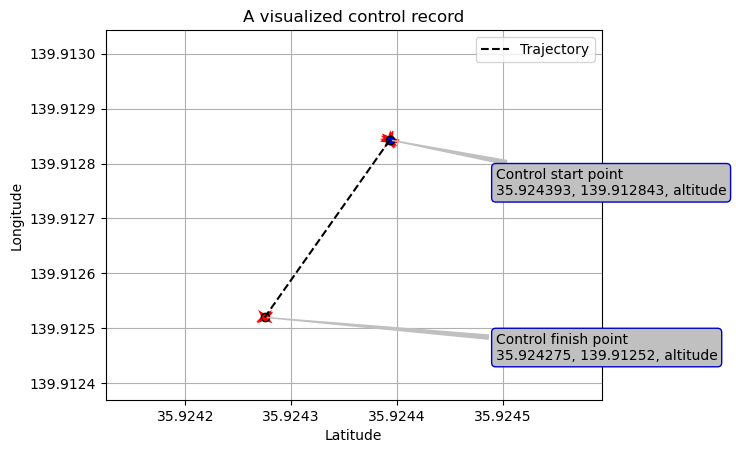 A visualized control record
Trajectory
139.9130
139.9129
139.9128
139.9127
139.9126
139.9125
139.9124
Longitude
Control start point
35.924393, 139.912843, altitude
Control finish point
35.924275, 139.91252, altitude
35.9242
35.9243
35.9244
35.9245
Latitude